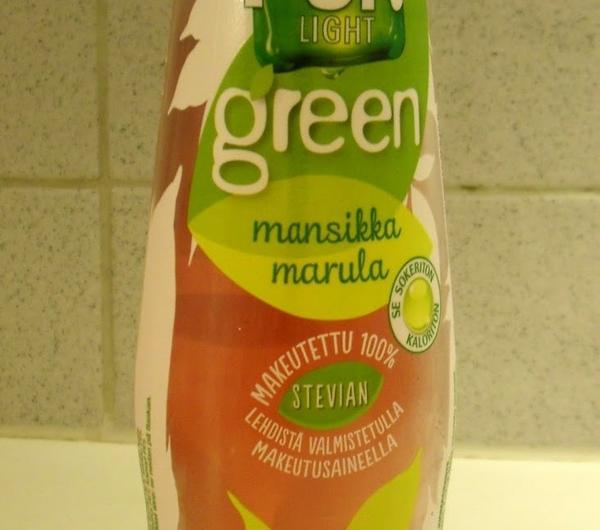 LIGHT
green
mansikka
marula
SE SOKERITON
KALORITON
MAKEUTETTU 100%
STEVIAN
LEHDISTÄ VALMISTETULLA
MAKEUTUSAINEELLA